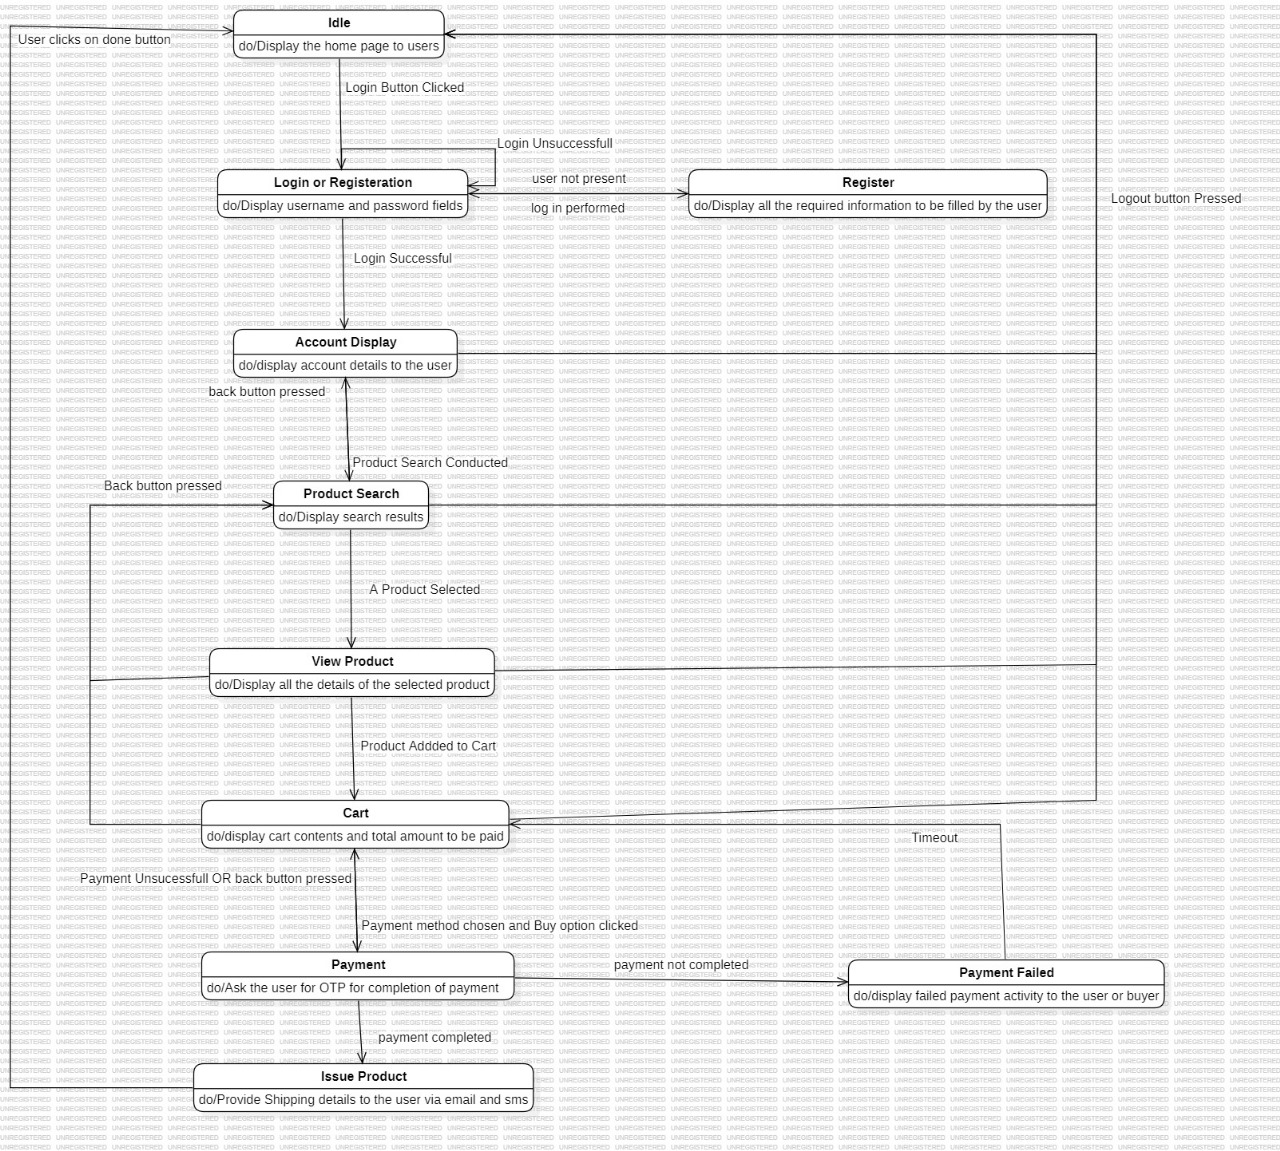 Idle
do/Display the home page to users
User clicks on done button
Login Button Clicked
Login Unsuccessfull
Login or Registeration
do/Display username and password fields
user not present
log in performed
Register
do/Display all the required information to be filled by the user
Logout button Pressed
Login Successful
Account Display
do/display account details to the user
back button pressed
Product Search Conducted
Back button pressed
Product Search
do/Display search results
A Product Selected
View Product
do/Display all the details of the selected product
Product Addded to Cart
Cart
do/display cart contents and total amount to be paid
Timeout
Payment Unsucessfull OR back button pressed
Payment method chosen and Buy option clicked
Payment
do/Ask the user for OTP for completion of payment
payment not completed
Payment Failed
do/display failed payment activity to the user or buyer
payment completed
Issue Product
do/Provide Shipping details to the user via email and sms
UNREGISTERED